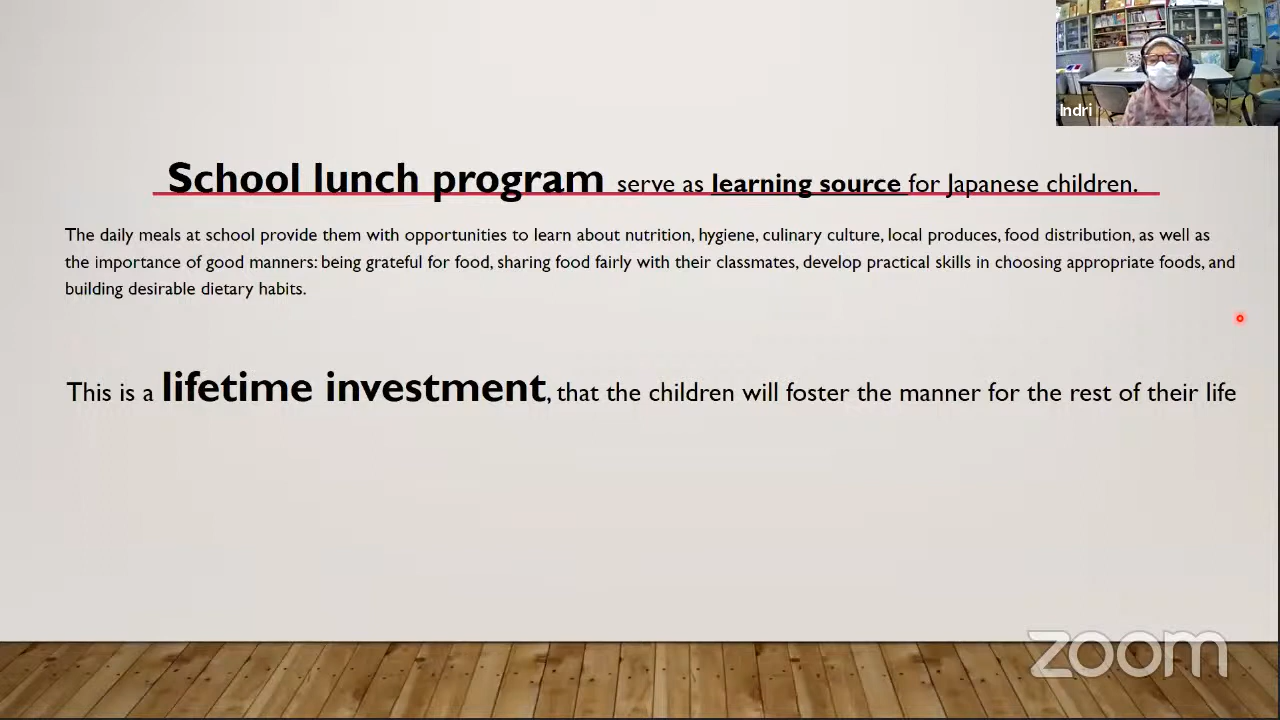 Indri
School lunch program serve as learning source for Japanese children.
The daily meals at school provide them with opportunities to learn about nutrition, hygiene, culinary culture, local produces, food distribution, as well as
the importance of good manners: being grateful for food, sharing food fairly with their classmates, develop practical skills in choosing appropriate foods, and
building desirable dietary habits.
This is a lifetime investment, that the children will foster the manner for the rest of their life
zoom